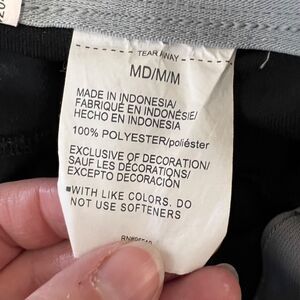 TEAR AWAY
MD/M/M
MADE IN INDONESIA/
FABRIQUÉ EN INDONÉSIE/
HECHO EN INDONESIA
100% POLYESTER/poliéster
EXCLUSIVE OF DECORATION/
SAUF LES DÉCORATIONS/
EXCEPTO DECORACIÓN
■WITH LIKE COLORS. DO
NOT USE SOFTENERS